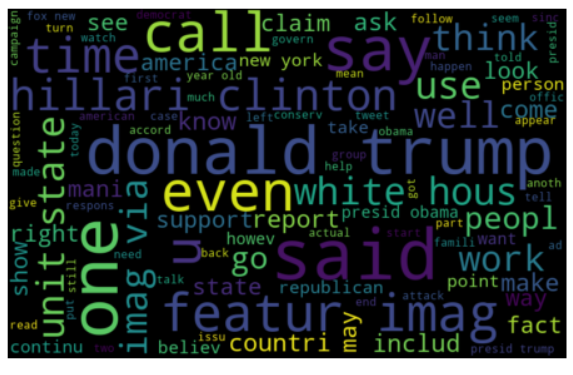 fox new
democrat
call
claim
ask
follow
seem
sinc
campaign
turn
watch
see
govern
presid
man
told
time
america
new york
say
think
happen
offic
first
year old
mean
use
look
person
hillari clinton
much
tweet
well
come
appear
question
today
american
case
left
conserv
know
accord
take
obama
donald trump
group
help
unit state
one
mani
imag via
even
white hous
got
anoth
made
give
respons
support
report
presid obama
part
tell
peopl
right
howev
actual
start
famili
want
ad
show
still
put
need
u
back
go
said
work
talk
state
republican
point
make
end
attack
way
read
featur imag
fact
issu
may
continu
two
believ
countri
includ
presid trump